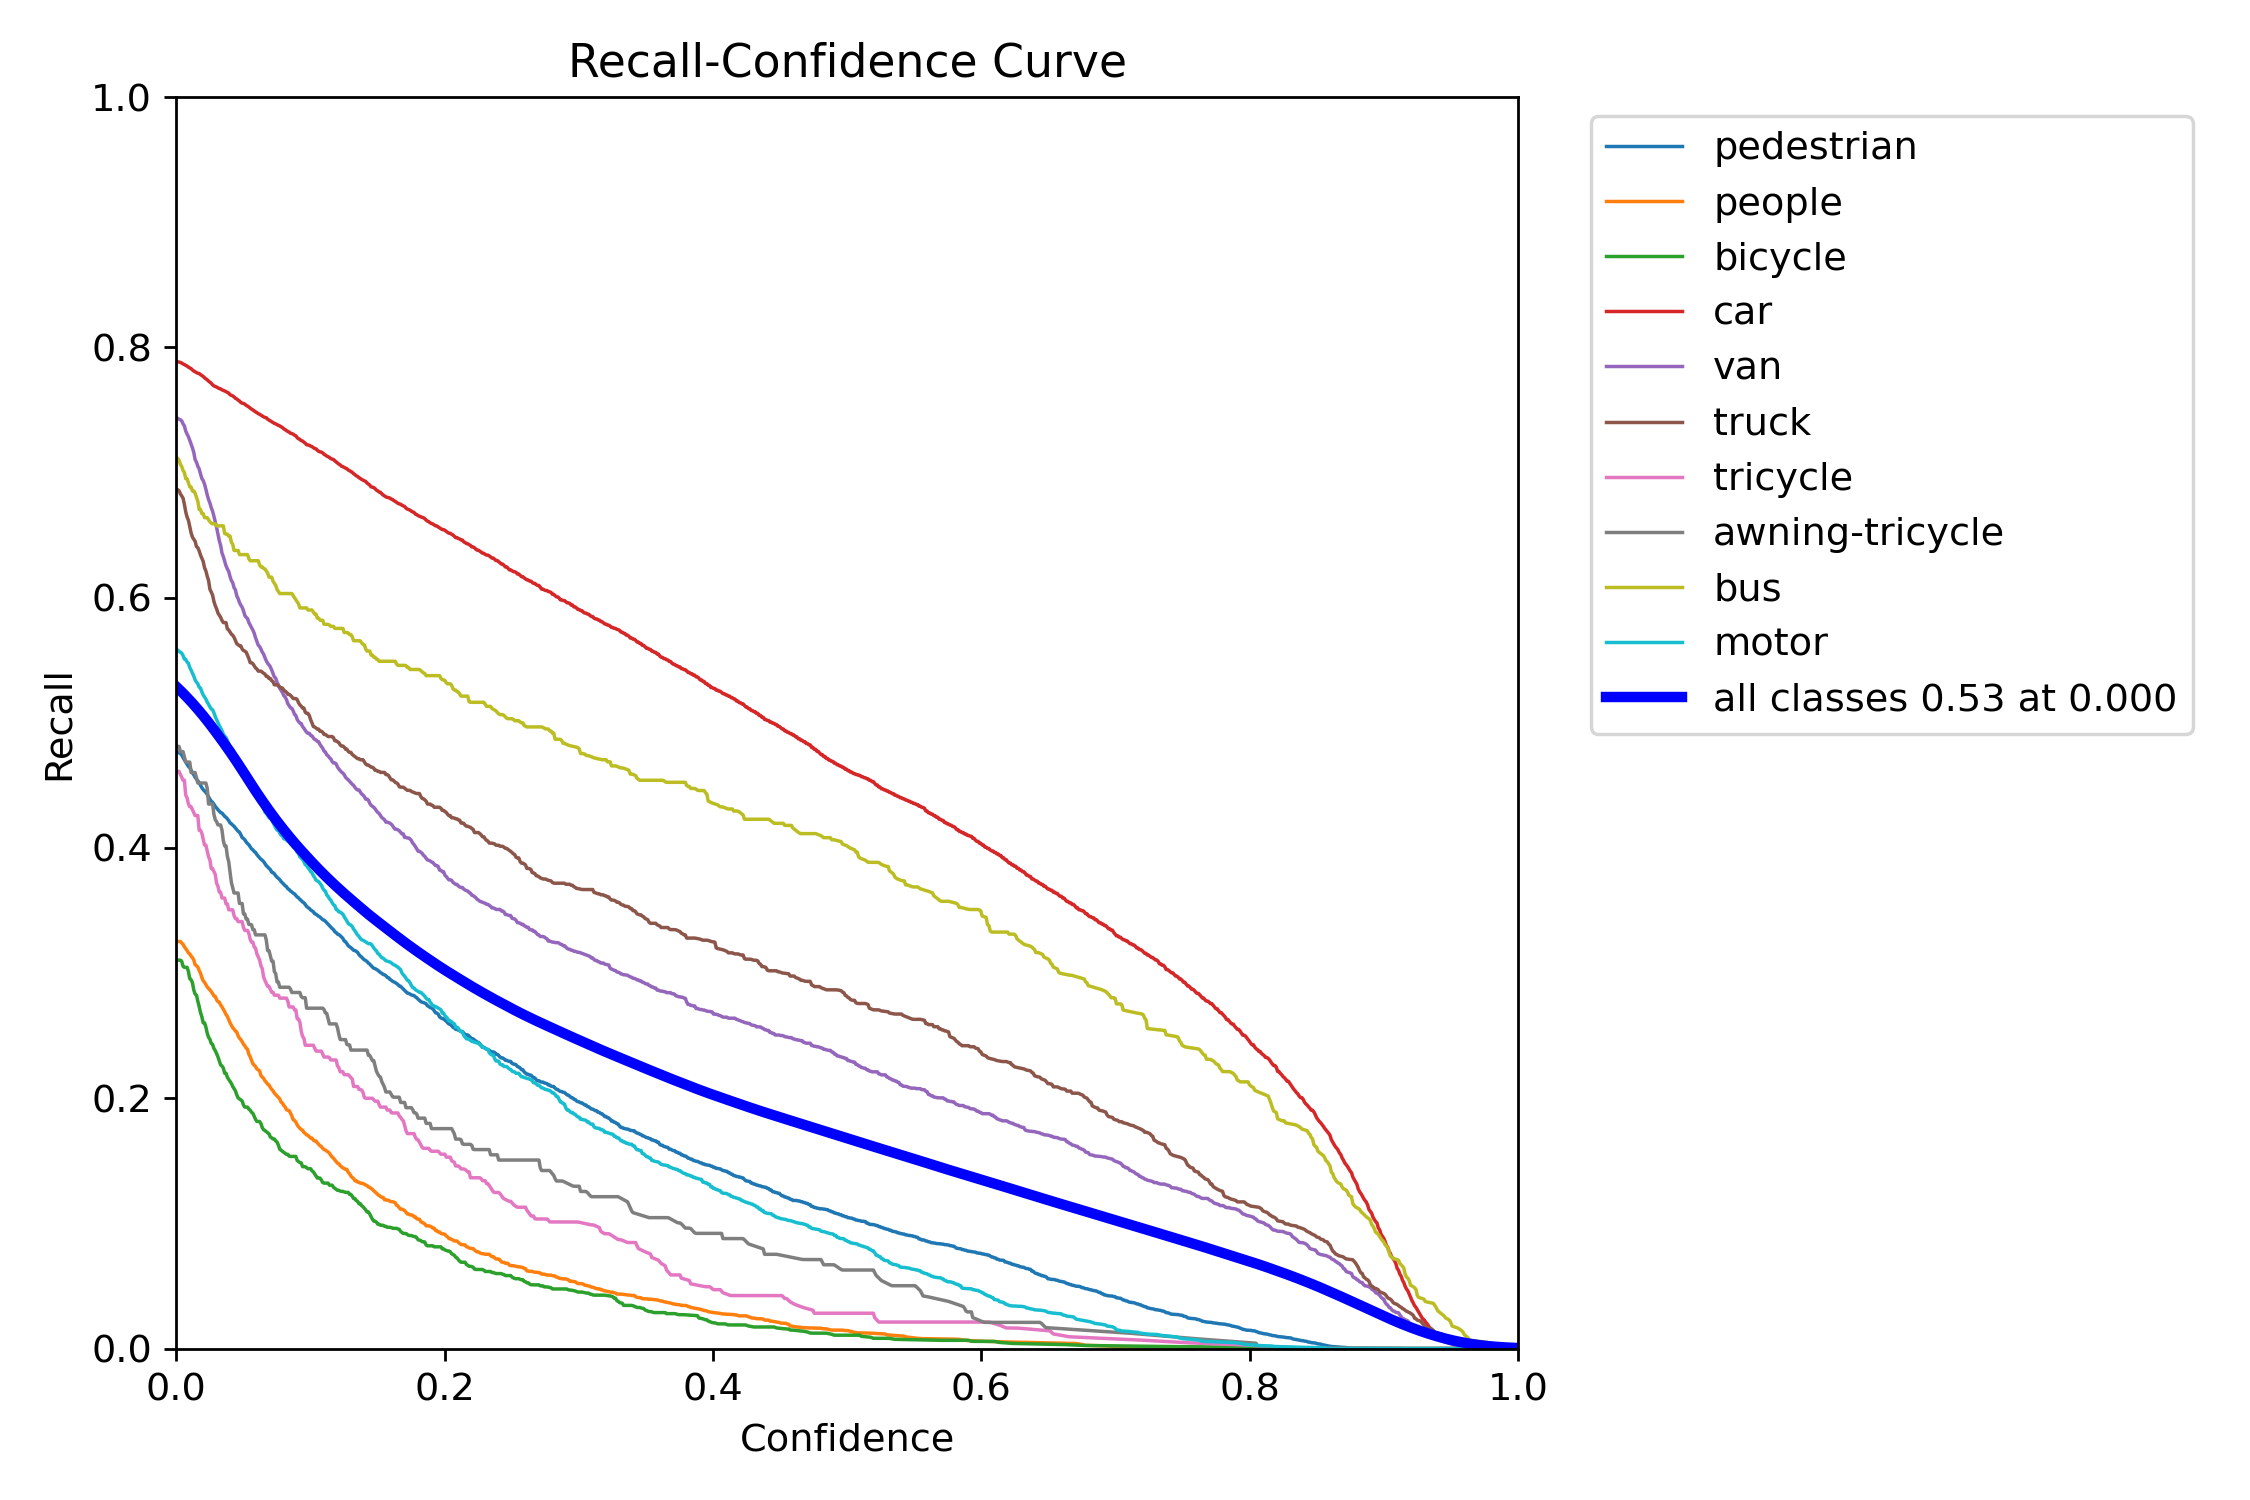 Recall-Confidence Curve
1.0
0.8
0.6
0.4
0.2
0.0
Recall
0.0 0.2 0.4 0.6 0.8 1.0
Confidence
pedestrian
people
bicycle
car
van
truck
tricycle
awning-tricycle
bus
motor
all classes 0.53 at 0.000